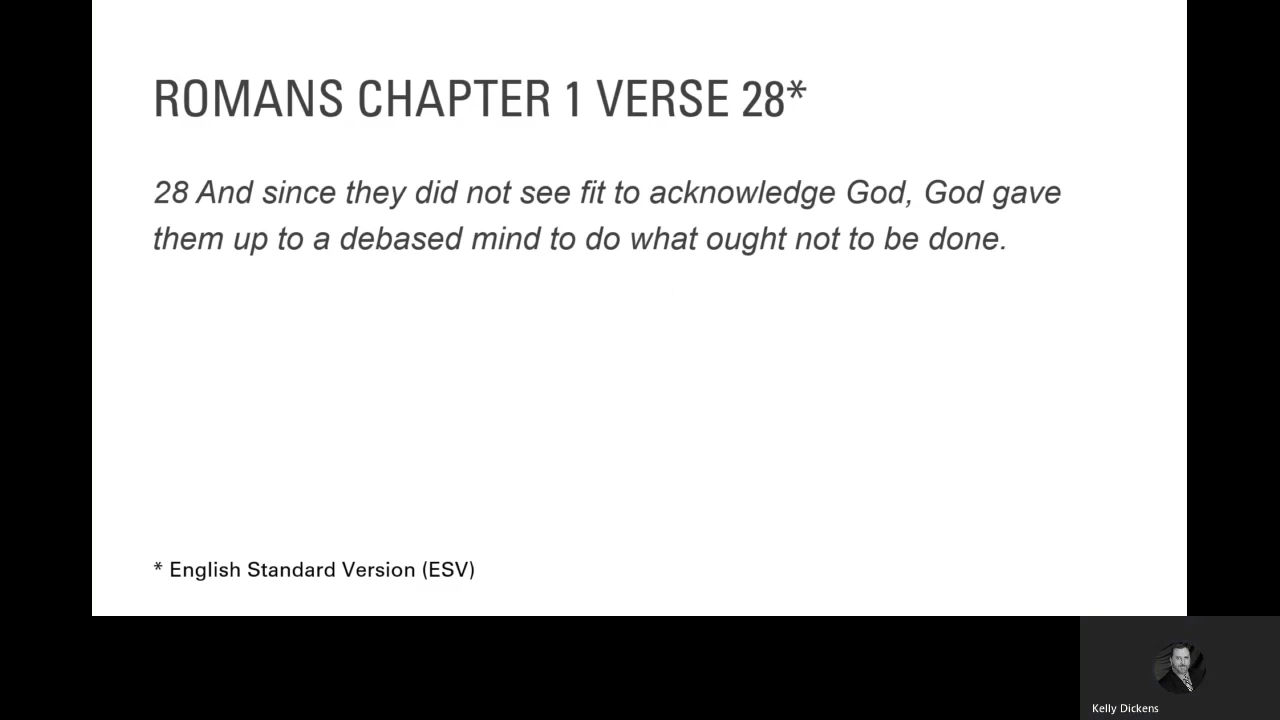 ROMANS CHAPTER 1 VERSE 28*
28 And since they did not see fit to acknowledge God, God gave
them up to a debased mind to do what ought not to be done.
* English Standard Version (ESV)
Kelly Dickens